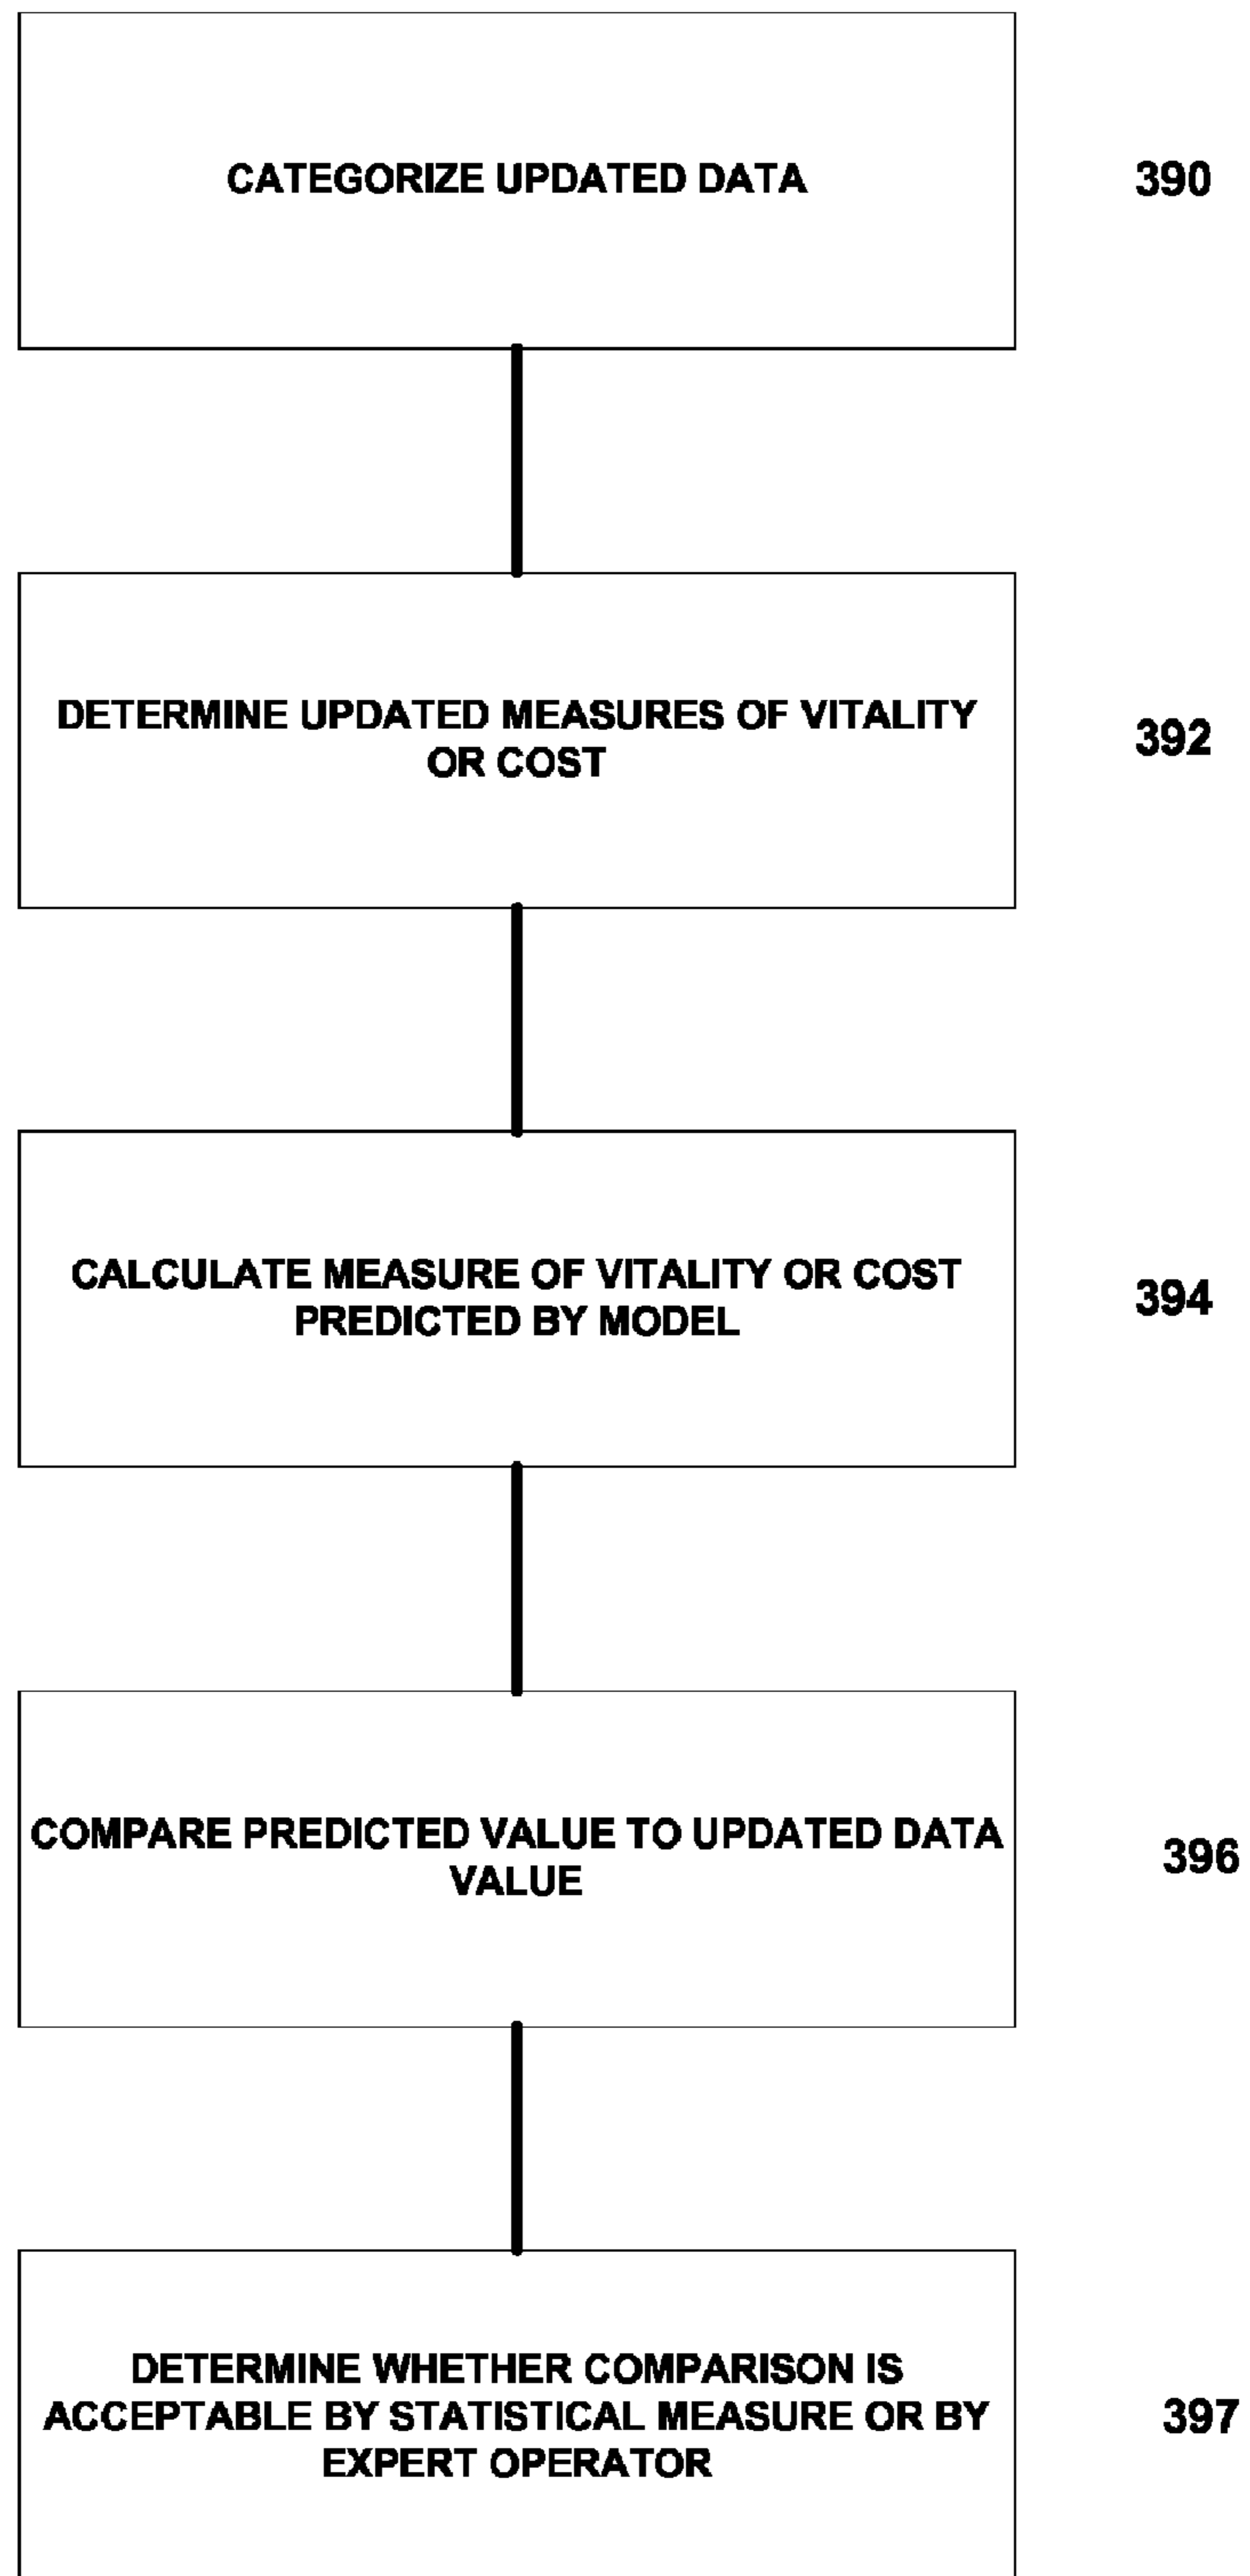 CATEGORIZE UPDATED DATA
390
DETERMINE UPDATED MEASURES OF VITALITY
OR COST
392
CALCULATE MEASURE OF VITALITY OR COST
PREDICTED BY MODEL
394
COMPARE PREDICTED VALUE TO UPDATED DATA
VALUE
396
DETERMINE WHETHER COMPARISON IS
ACCEPTABLE BY STATISTICAL MEASURE OR BY
EXPERT OPERATOR
397